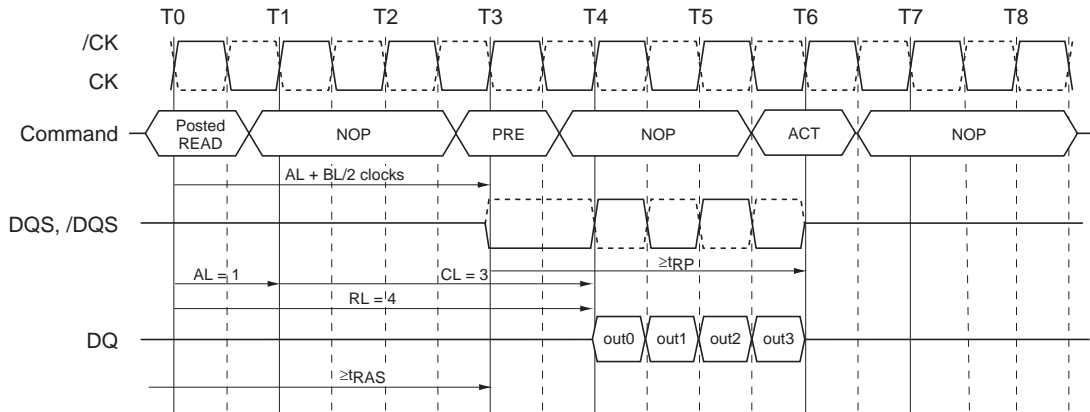 T0 T1 T2 T3 T4 T5 T6 T7 T8
/CK
CK
Command
Posted
READ
NOP PRE NOP ACT NOP
AL + BL/2 clocks
DQS, /DQS
≥tRP
AL = 1 CL = 3
RL = 4
DQ
out0 out1 out2 out3
≥tRAS